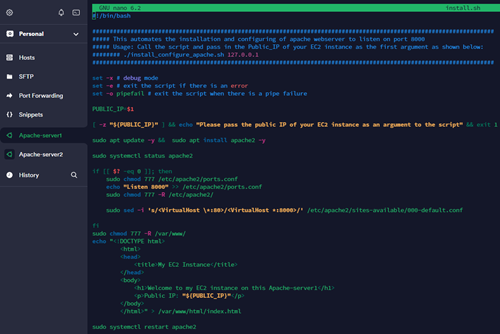 Personal
Hosts
SFTP
Port Forwarding
Snippets
Apache-server1
Apache-server2
History
GNU nano 6.2 install.sh
#!/bin/bash
##### This automates the installation and configuring of apache webserver to listen on port 8000
##### Usage: Call the script and pass in the Public_IP of your EC2 instance as the first argument as shown below:
######## ./install_configure_apache.sh 127.0.0.1
set -x # debug mode
set -e # exit the script if there is an error
set -o pipefail # exit the script when there is a pipe failure
PUBLIC_IP=$1
[ -z "${PUBLIC_IP}" ] && echo "Please pass the public IP of your EC2 instance as an argument to the script" && exit 1
sudo apt update -y && sudo apt install apache2 -y
sudo systemctl status apache2
if [[ $? -eq 0 ]]; then
sudo chmod 777 /etc/apache2/ports.conf
echo "Listen 8000" >> /etc/apache2/ports.conf
sudo chmod 777 -R /etc/apache2/
sudo sed -i 's/<VirtualHost \*:80>/<VirtualHost *:8000>/' /etc/apache2/sites-available/000-default.conf
fi
sudo chmod 777 -R /var/www/
echo "<!DOCTYPE html>
<html>
<head>
<title>My EC2 Instance</title>
</head>
<body>
<h1>Welcome to my EC2 instance on this Apache-server1</h1>
<p>Public IP: "${PUBLIC_IP}"</p>
</body>
</html>" > /var/www/html/index.html
sudo systemctl restart apache2